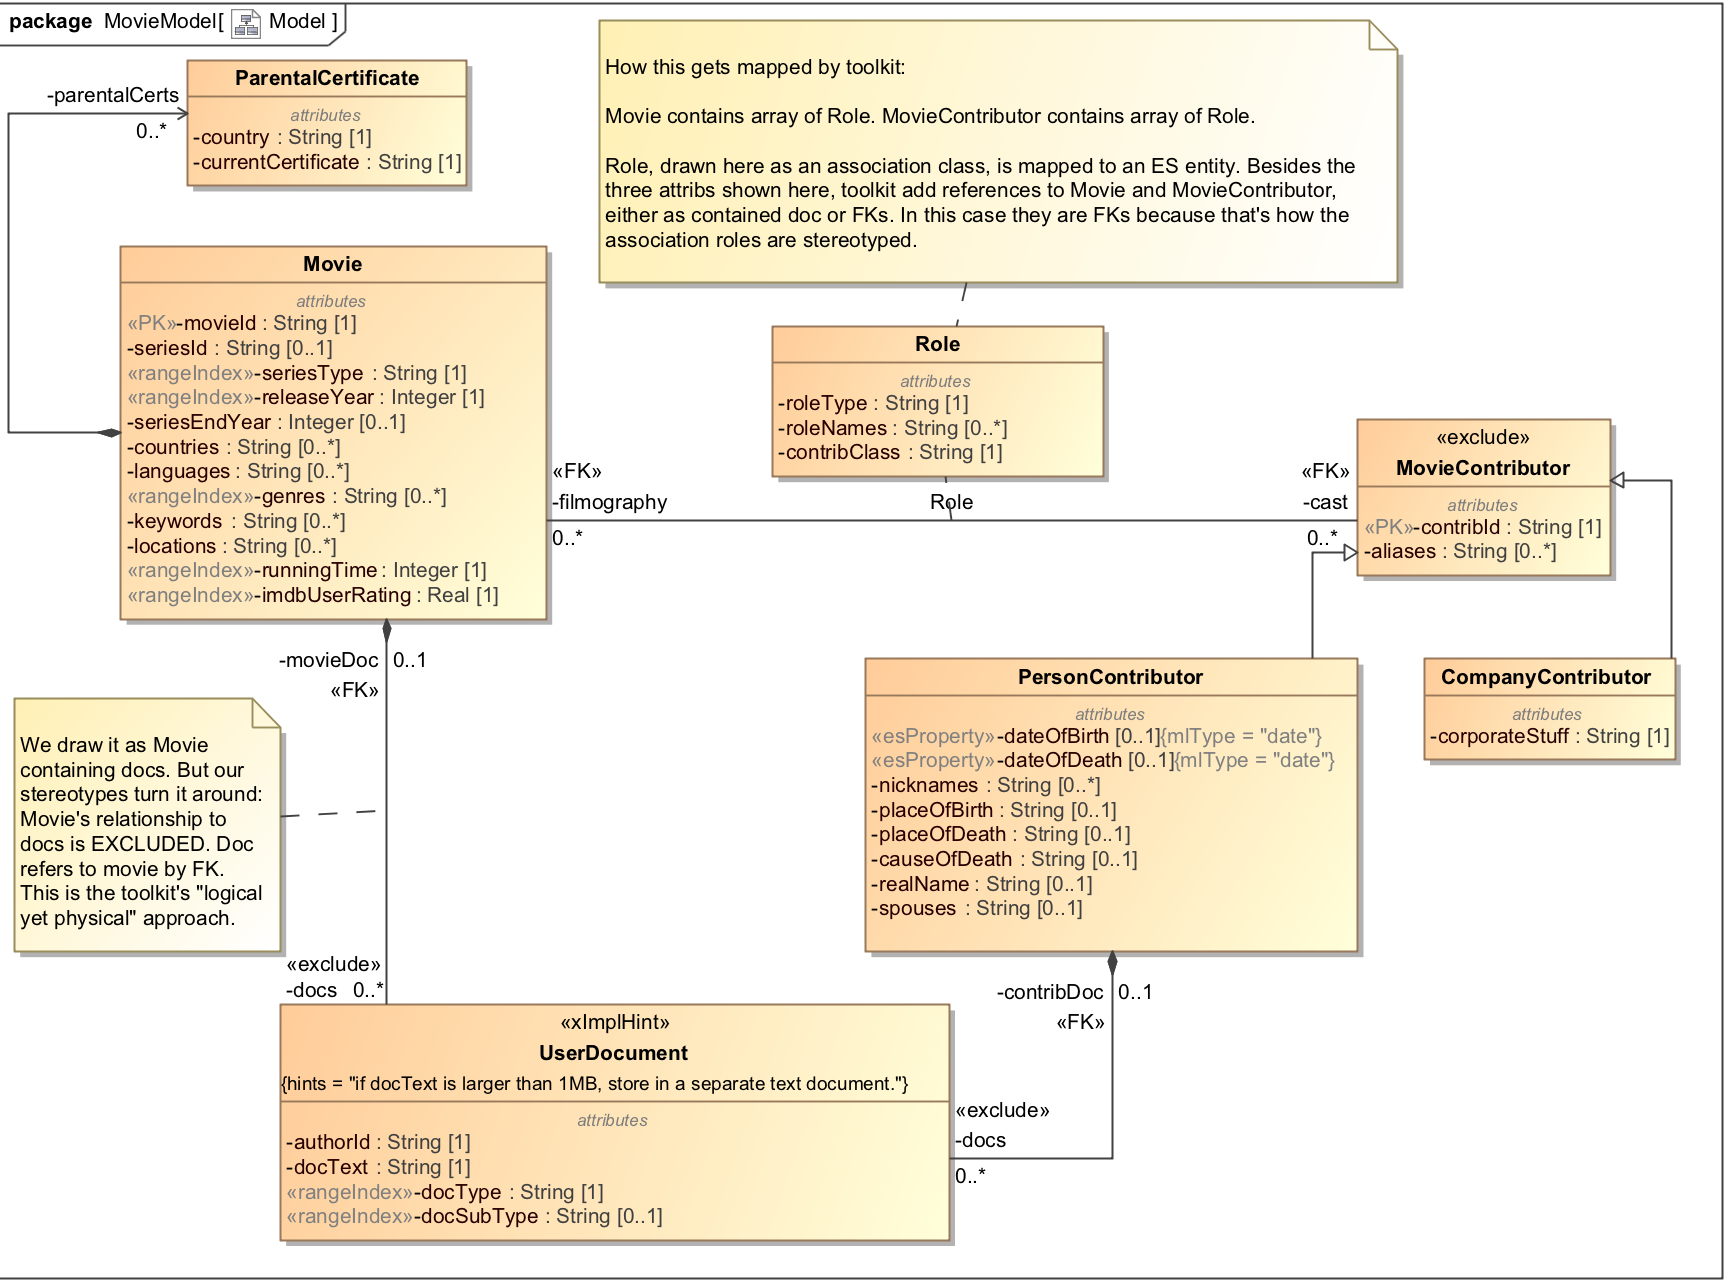 package MovieModel[ Model ]
ParentalCertificate
attributes
-country : String [1]
-currentCertificate : String [1]
-parentalCerts
0..*
How this gets mapped by toolkit:
Movie contains array of Role. MovieContributor contains array of Role.
Role, drawn here as an association class, is mapped to an ES entity. Besides the
three attribs shown here, toolkit add references to Movie and MovieContributor,
either as contained doc or FKs. In this case they are FKs because that's how the
association roles are stereotyped.
Movie
attributes
«PK»-movieId : String [1]
-seriesId : String [0..1]
«rangeIndex»-seriesType : String [1]
«rangeIndex»-releaseYear : Integer [1]
-seriesEndYear : Integer [0..1]
-countries : String [0..*]
-languages : String [0..*]
«rangeIndex»-genres : String [0..*]
-keywords : String [0..*]
-locations : String [0..*]
«rangeIndex»-runningTime : Integer [1]
«rangeIndex»-imdbUserRating : Real [1]
Role
attributes
-roleType : String [1]
-roleNames : String [0..*]
-contribClass : String [1]
«FK»
-filmography
0..*
Role
«FK»
-cast
0..*
«exclude»
MovieContributor
attributes
«PK»-contribId : String [1]
-aliases : String [0..*]
-movieDoc 0..1
«FK»
We draw it as Movie
containing docs. But our
stereotypes turn it around:
Movie's relationship to
docs is EXCLUDED. Doc
refers to movie by FK.
This is the toolkit's "logical
yet physical" approach.
PersonContributor
attributes
«esProperty»-dateOfBirth [0..1]{mlType = "date"}
«esProperty»-dateOfDeath [0..1]{mlType = "date"}
-nicknames : String [0..*]
-placeOfBirth : String [0..1]
-placeOfDeath : String [0..1]
-causeOfDeath : String [0..1]
-realName : String [0..1]
-spouses : String [0..1]
CompanyContributor
attributes
-corporateStuff : String [1]
«exclude»
-docs 0..*
-contribDoc 0..1
«FK»
«xImplHint»
UserDocument
{hints = "if docText is larger than 1MB, store in a separate text document."}
attributes
-authorId : String [1]
-docText : String [1]
«rangeIndex»-docType : String [1]
«rangeIndex»-docSubType : String [0..1]
«exclude»
-docs
0..*